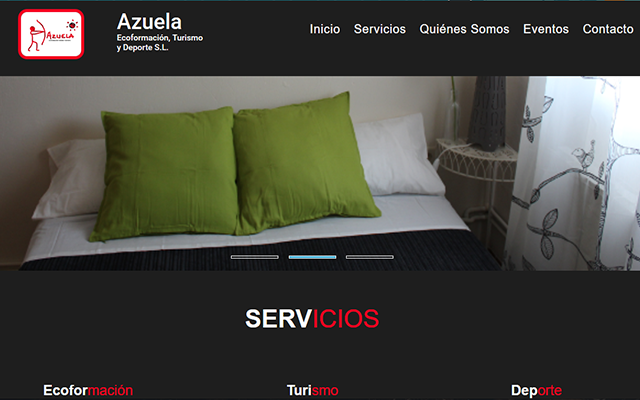 AZUELA
Azuela
Ecoformación, Turismo
y Deporte S.L.
Inicio Servicios Quiénes Somos Eventos Contacto
SERVICIOS
Ecoformación Turismo Deporte